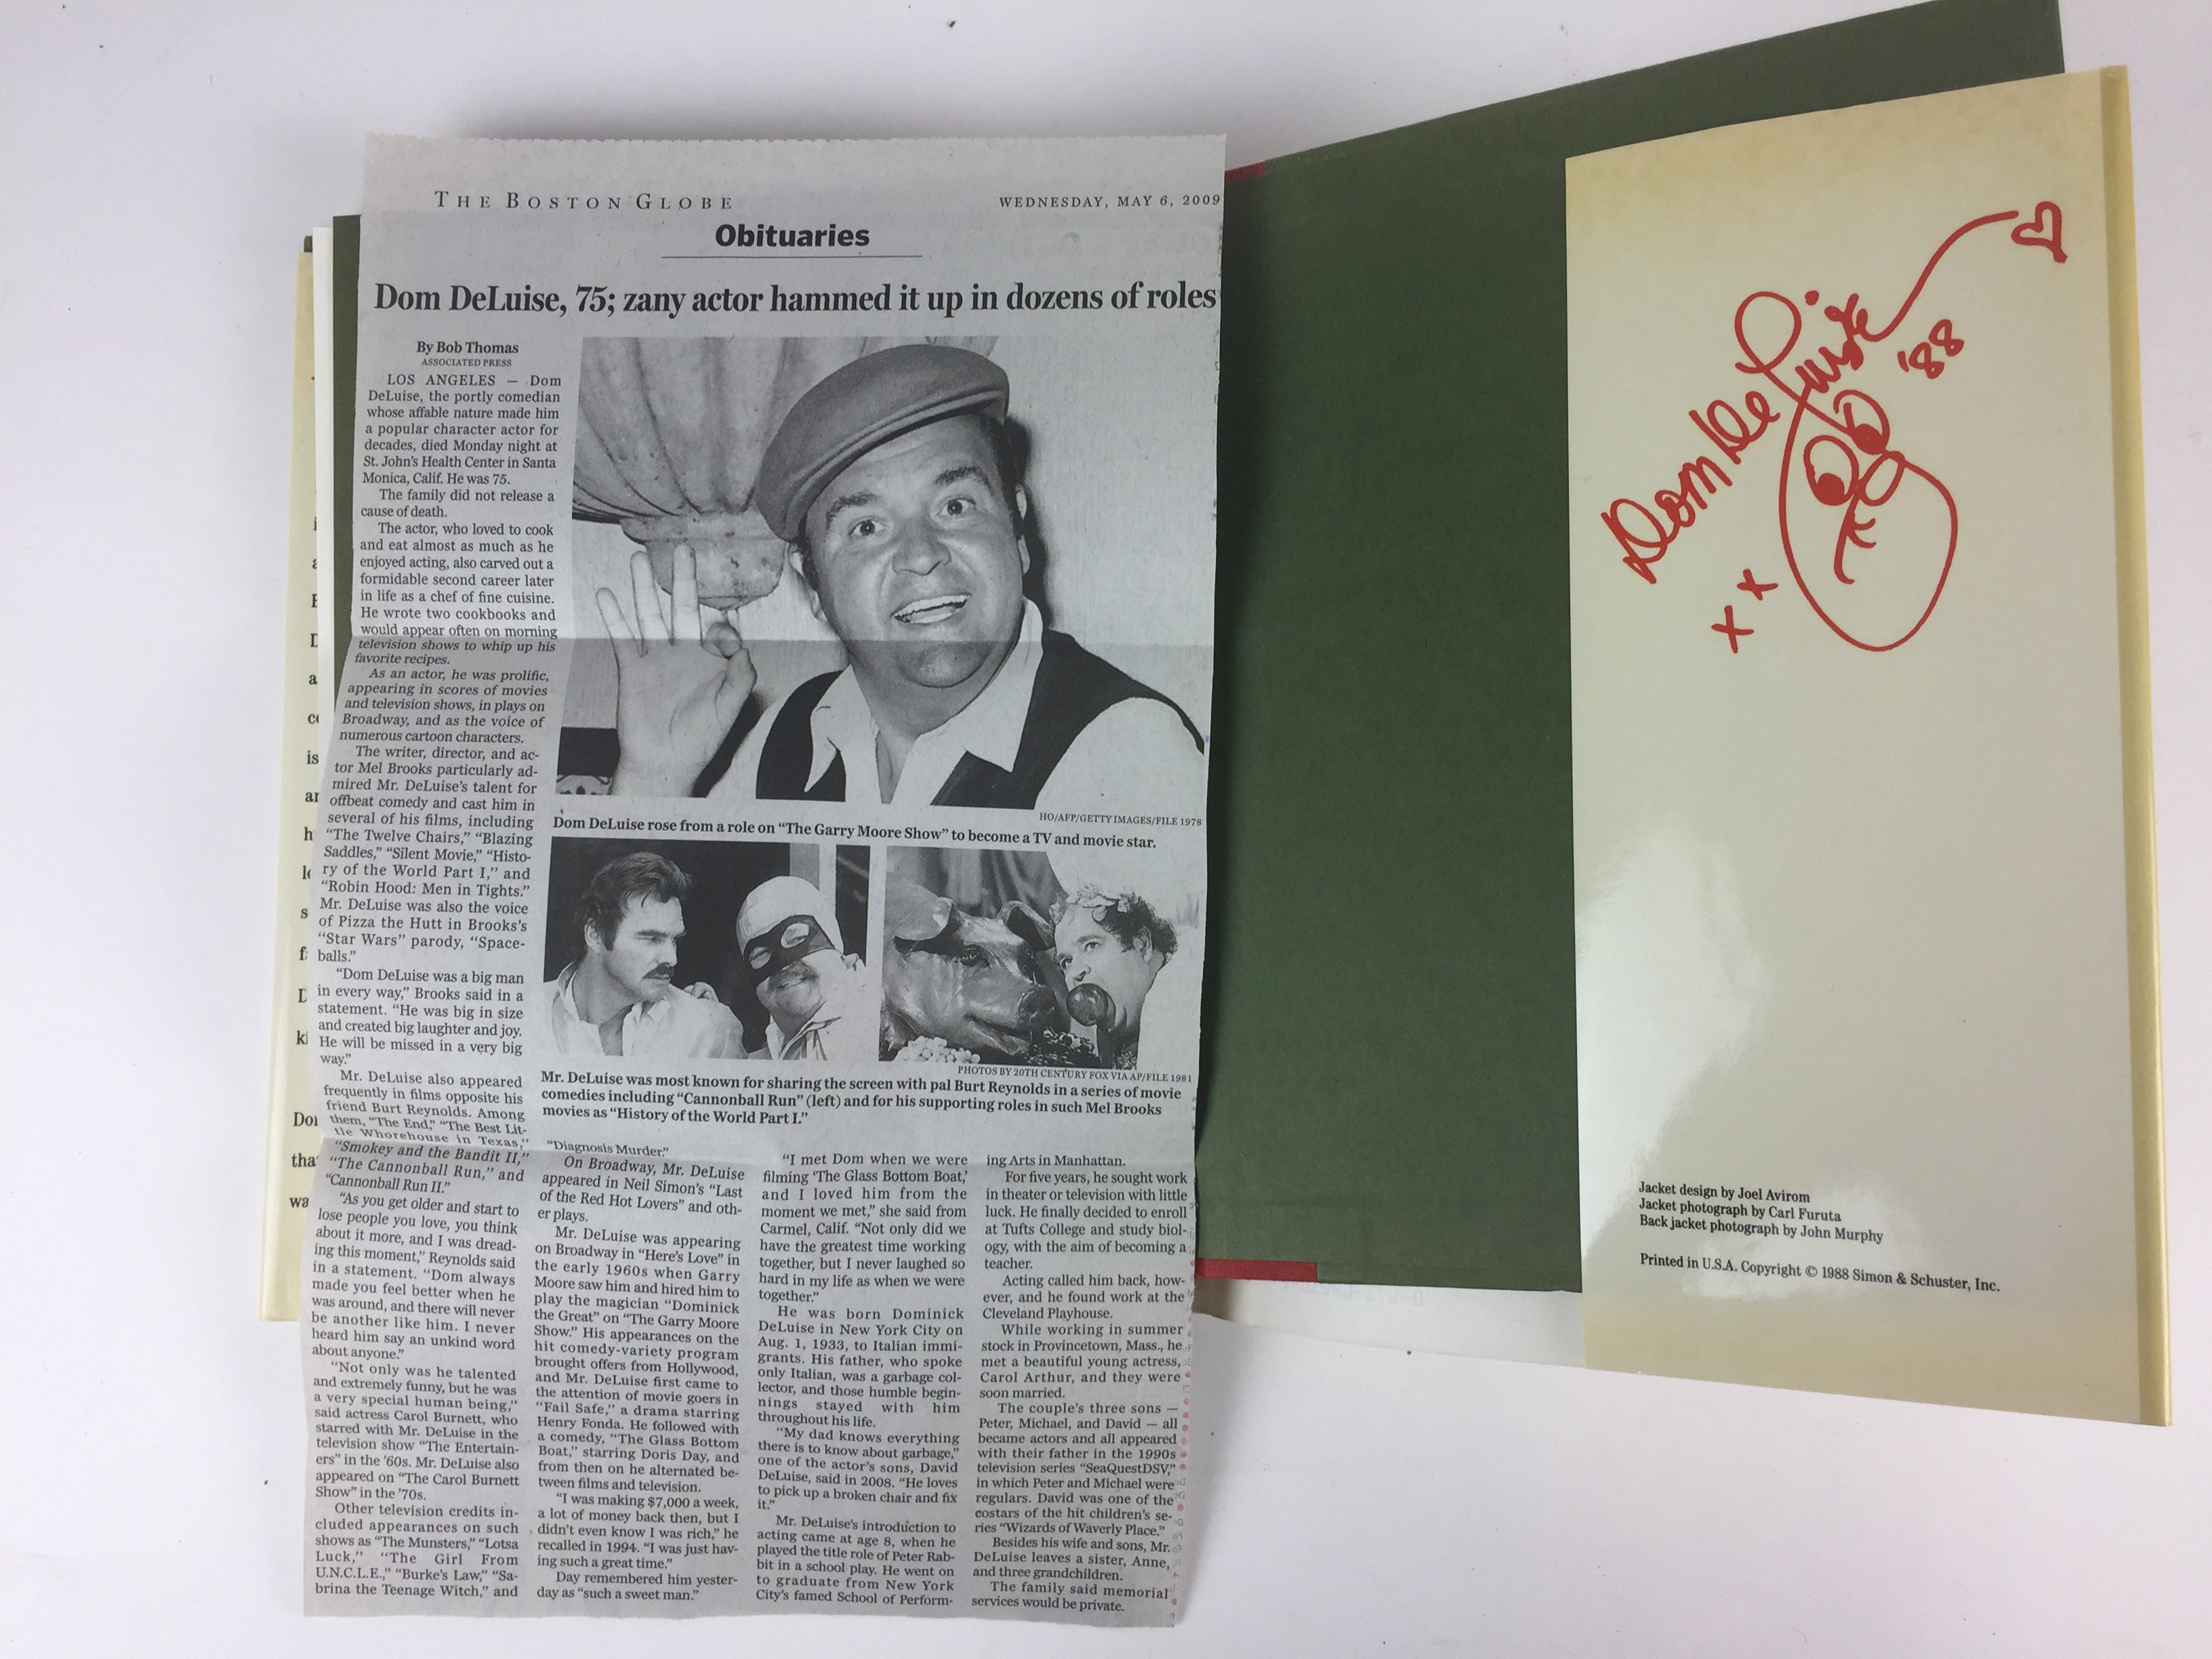 THE BOSTON GLOBE
WEDNESDAY, MAY 6, 2009
Obituaries
Dom DeLuise, 75; zany actor hammed it up in dozens of roles
By Bob Thomas
ASSOCIATED PRESS
LOS ANGELES — Dom
DeLuise, the portly comedian
whose affable nature made him
a popular character actor for
decades, died Monday night at
St. John's Health Center in Santa
Monica, Calif. He was 75.
The family did not release a
cause of death.
The actor, who loved to cook
and eat almost as much as he
enjoyed acting, also carved out a
formidable second career later
in life as a chef of fine cuisine.
He wrote two cookbooks and
would appear often on morning
television shows to whip up his
favorite recipes.
As an actor, he was prolific,
appearing in scores of movies
and television shows, in plays on
Broadway, and as the voice of
numerous cartoon characters.
The writer, director, and ac-
tor Mel Brooks particularly ad-
mired Mr. DeLuise's talent for
offbeat comedy and cast him in
several of his films, including
"The Twelve Chairs," "Blazing
Saddles," "Silent Movie," "Histo-
ry of the World Part I," and
"Robin Hood: Men in Tights."
Mr. DeLuise was also the voice
of Pizza the Hutt in Brooks's
"Star Wars" parody, "Space-
balls."
"Dom DeLuise was a big man
in every way," Brooks said in a
statement. "He was big in size
and created big laughter and joy.
He will be missed in a very big
way."
Mr. DeLuise also appeared
frequently in films opposite his
friend Burt Reynolds. Among
them, "The End," "The Best Lit-
tle Whorehouse in Texas,"
"Smokey and the Bandit II,"
"The Cannonball Run," and
"Cannonball Run II."
"As you get older and start to
lose people you love, you think
about it more, and I was dread-
ing this moment," Reynolds said
in a statement. "Dom always
made you feel better when he
was around, and there will never
be another like him. I never
heard him say an unkind word
about anyone."
"Not only was he talented
and extremely funny, but he was
a very special human being,"
said actress Carol Burnett, who
starred with Mr. DeLuise in the
television show "The Entertain-
ers" in the '60s. Mr. DeLuise also
appeared on "The Carol Burnett
Show" in the '70s.
Other television credits in-
cluded appearances on such
shows as "The Munsters," "Lotsa
Luck," "The Girl From
U.N.C.L.E.," "Burke's Law," "Sa-
brina the Teenage Witch," and
HO/AFP/GETTY IMAGES/FILE 1978
Dom DeLuise rose from a role on "The Garry Moore Show" to become a TV and movie star.
PHOTOS BY 20TH CENTURY FOX VIA AP/FILE 1981
Mr. DeLuise was most known for sharing the screen with pal Burt Reynolds in a series of movie
comedies including "Cannonball Run" (left) and for his supporting roles in such Mel Brooks
movies as "History of the World Part I."
"Diagnosis Murder."
On Broadway, Mr. DeLuise
appeared in Neil Simon's "Last
of the Red Hot Lovers" and oth-
er plays.
Mr. DeLuise was appearing
on Broadway in "Here's Love" in
the early 1960s when Garry
Moore saw him and hired him to
play the magician "Dominick
the Great" on "The Garry Moore
Show." His appearances on the
hit comedy-variety program
brought offers from Hollywood,
and Mr. DeLuise first came to
the attention of movie goers in
"Fail Safe," a drama starring
Henry Fonda. He followed with
a comedy, "The Glass Bottom
Boat," starring Doris Day, and
from then on he alternated be-
tween films and television.
"I was making $7,000 a week,
a lot of money back then, but I
didn't even know I was rich," he
recalled in 1994. "I was just hav-
ing such a great time."
Day remembered him yester-
day as "such a sweet man."
"I met Dom when we were
filming 'The Glass Bottom Boat,'
and I loved him from the
moment we met," she said from
Carmel, Calif. "Not only did we
have the greatest time working
together, but I never laughed so
hard in my life as when we were
together."
He was born Dominick
DeLuise in New York City on
Aug. 1, 1933, to Italian immi-
grants. His father, who spoke
only Italian, was a garbage col-
lector, and those humble begin-
nings stayed with him
throughout his life.
"My dad knows everything
there is to know about garbage,"
one of the actor's sons, David
DeLuise, said in 2008. "He loves
to pick up a broken chair and fix
it."
Mr. DeLuise's introduction to
acting came at age 8, when he
played the title role of Peter Rab-
bit in a school play. He went on
to graduate from New York
City's famed School of Perform-
ing Arts in Manhattan.
For five years, he sought work
in theater or television with little
luck. He finally decided to enroll
at Tufts College and study biol-
ogy, with the aim of becoming a
teacher.
Acting called him back, how-
ever, and he found work at the
Cleveland Playhouse.
While working in summer
stock in Provincetown, Mass., he
met a beautiful young actress,
Carol Arthur, and they were
soon married.
The couple's three sons —
Peter, Michael, and David — all
became actors and all appeared
with their father in the 1990s
television series "SeaQuestDSV,"
in which Peter and Michael were
regulars. David was one of the
costars of the hit children's se-
ries "Wizards of Waverly Place."
Besides his wife and sons, Mr.
DeLuise leaves a sister, Anne,
and three grandchildren.
The family said memorial
services would be private.
Dom DeLuise
'88
x x
Jacket design by Joel Avirom
Jacket photograph by Carl Furuta
Back jacket photograph by John Murphy
Printed in U.S.A. Copyright © 1988 Simon & Schuster, Inc.